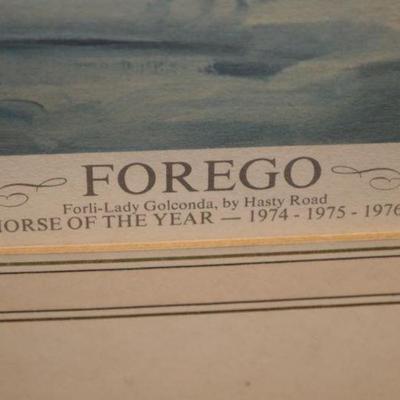 FOREGO
Forli-Lady Golconda, by Hasty Road
HORSE OF THE YEAR — 1974 - 1975 - 1976